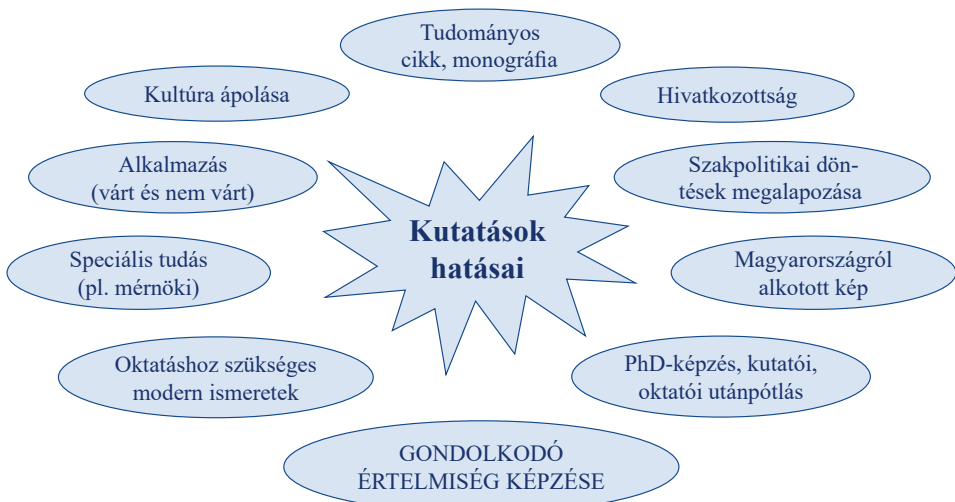 Tudományos
cikk, monográfia
Kultúra ápolása
Hivatkozottság
Alkalmazás
(várt és nem várt)
Szakpolitikai dön-
tések megalapozása
Kutatások
hatásai
Speciális tudás
(pl. mérnöki)
Magyarországról
alkotott kép
Oktatáshoz szükséges
modern ismeretek
PhD-képzés, kutatói,
oktatói utánpótlás
GONDOLKODÓ
ÉRTELMISÉG KÉPZÉSE